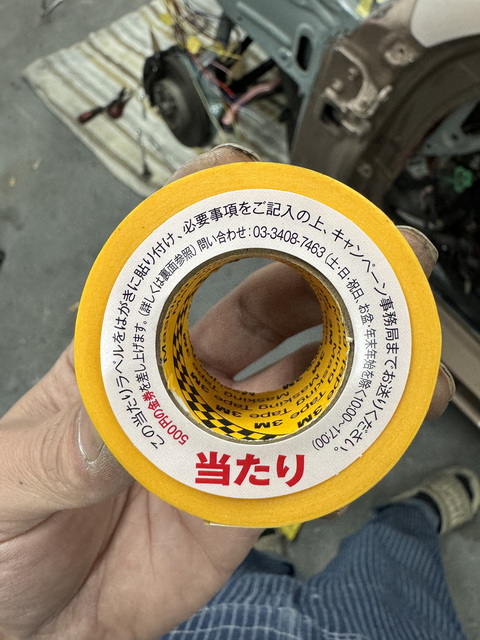 この当たりラベルをはがきに貼り付け、必要事項をご記入の上、キャンペーン事務局までお送りください。
500円の金券を差し上げます。(詳しくは裏面参照) 問い合わせ:03-3408-7463 (土・日・祝日、お盆・年末年始を除く10:00~17:00)
当たり
3M
Masking Tape 3M